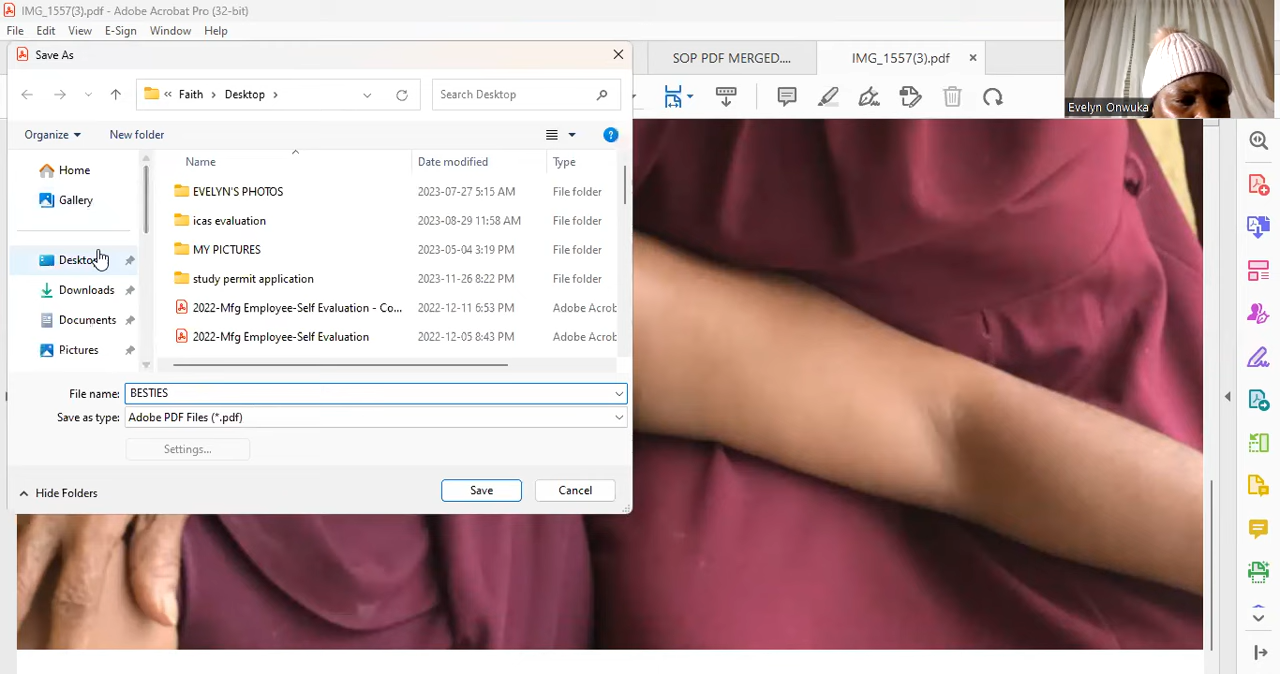 IMG_1557(3).pdf - Adobe Acrobat Pro (32-bit)
File Edit View E-Sign Window Help
Save As
SOP PDF MERGED....
IMG_1557(3).pdf
Evelyn Onwuka
Faith Desktop
Search Desktop
Organize
New folder
Name Date modified Type
Home
Gallery
Desktop
Downloads
Documents
Pictures
EVELYN'S PHOTOS 2023-07-27 5:15 AM File folder
icas evaluation 2023-08-29 11:58 AM File folder
MY PICTURES 2023-05-04 3:19 PM File folder
study permit application 2023-11-26 8:22 PM File folder
2022-Mfg Employee-Self Evaluation - Co... 2022-12-11 6:53 PM Adobe Acrob
2022-Mfg Employee-Self Evaluation 2022-12-05 8:43 PM Adobe Acrob
File name: BESTIES
Save as type: Adobe PDF Files (*.pdf)
Settings...
Hide Folders
Save
Cancel